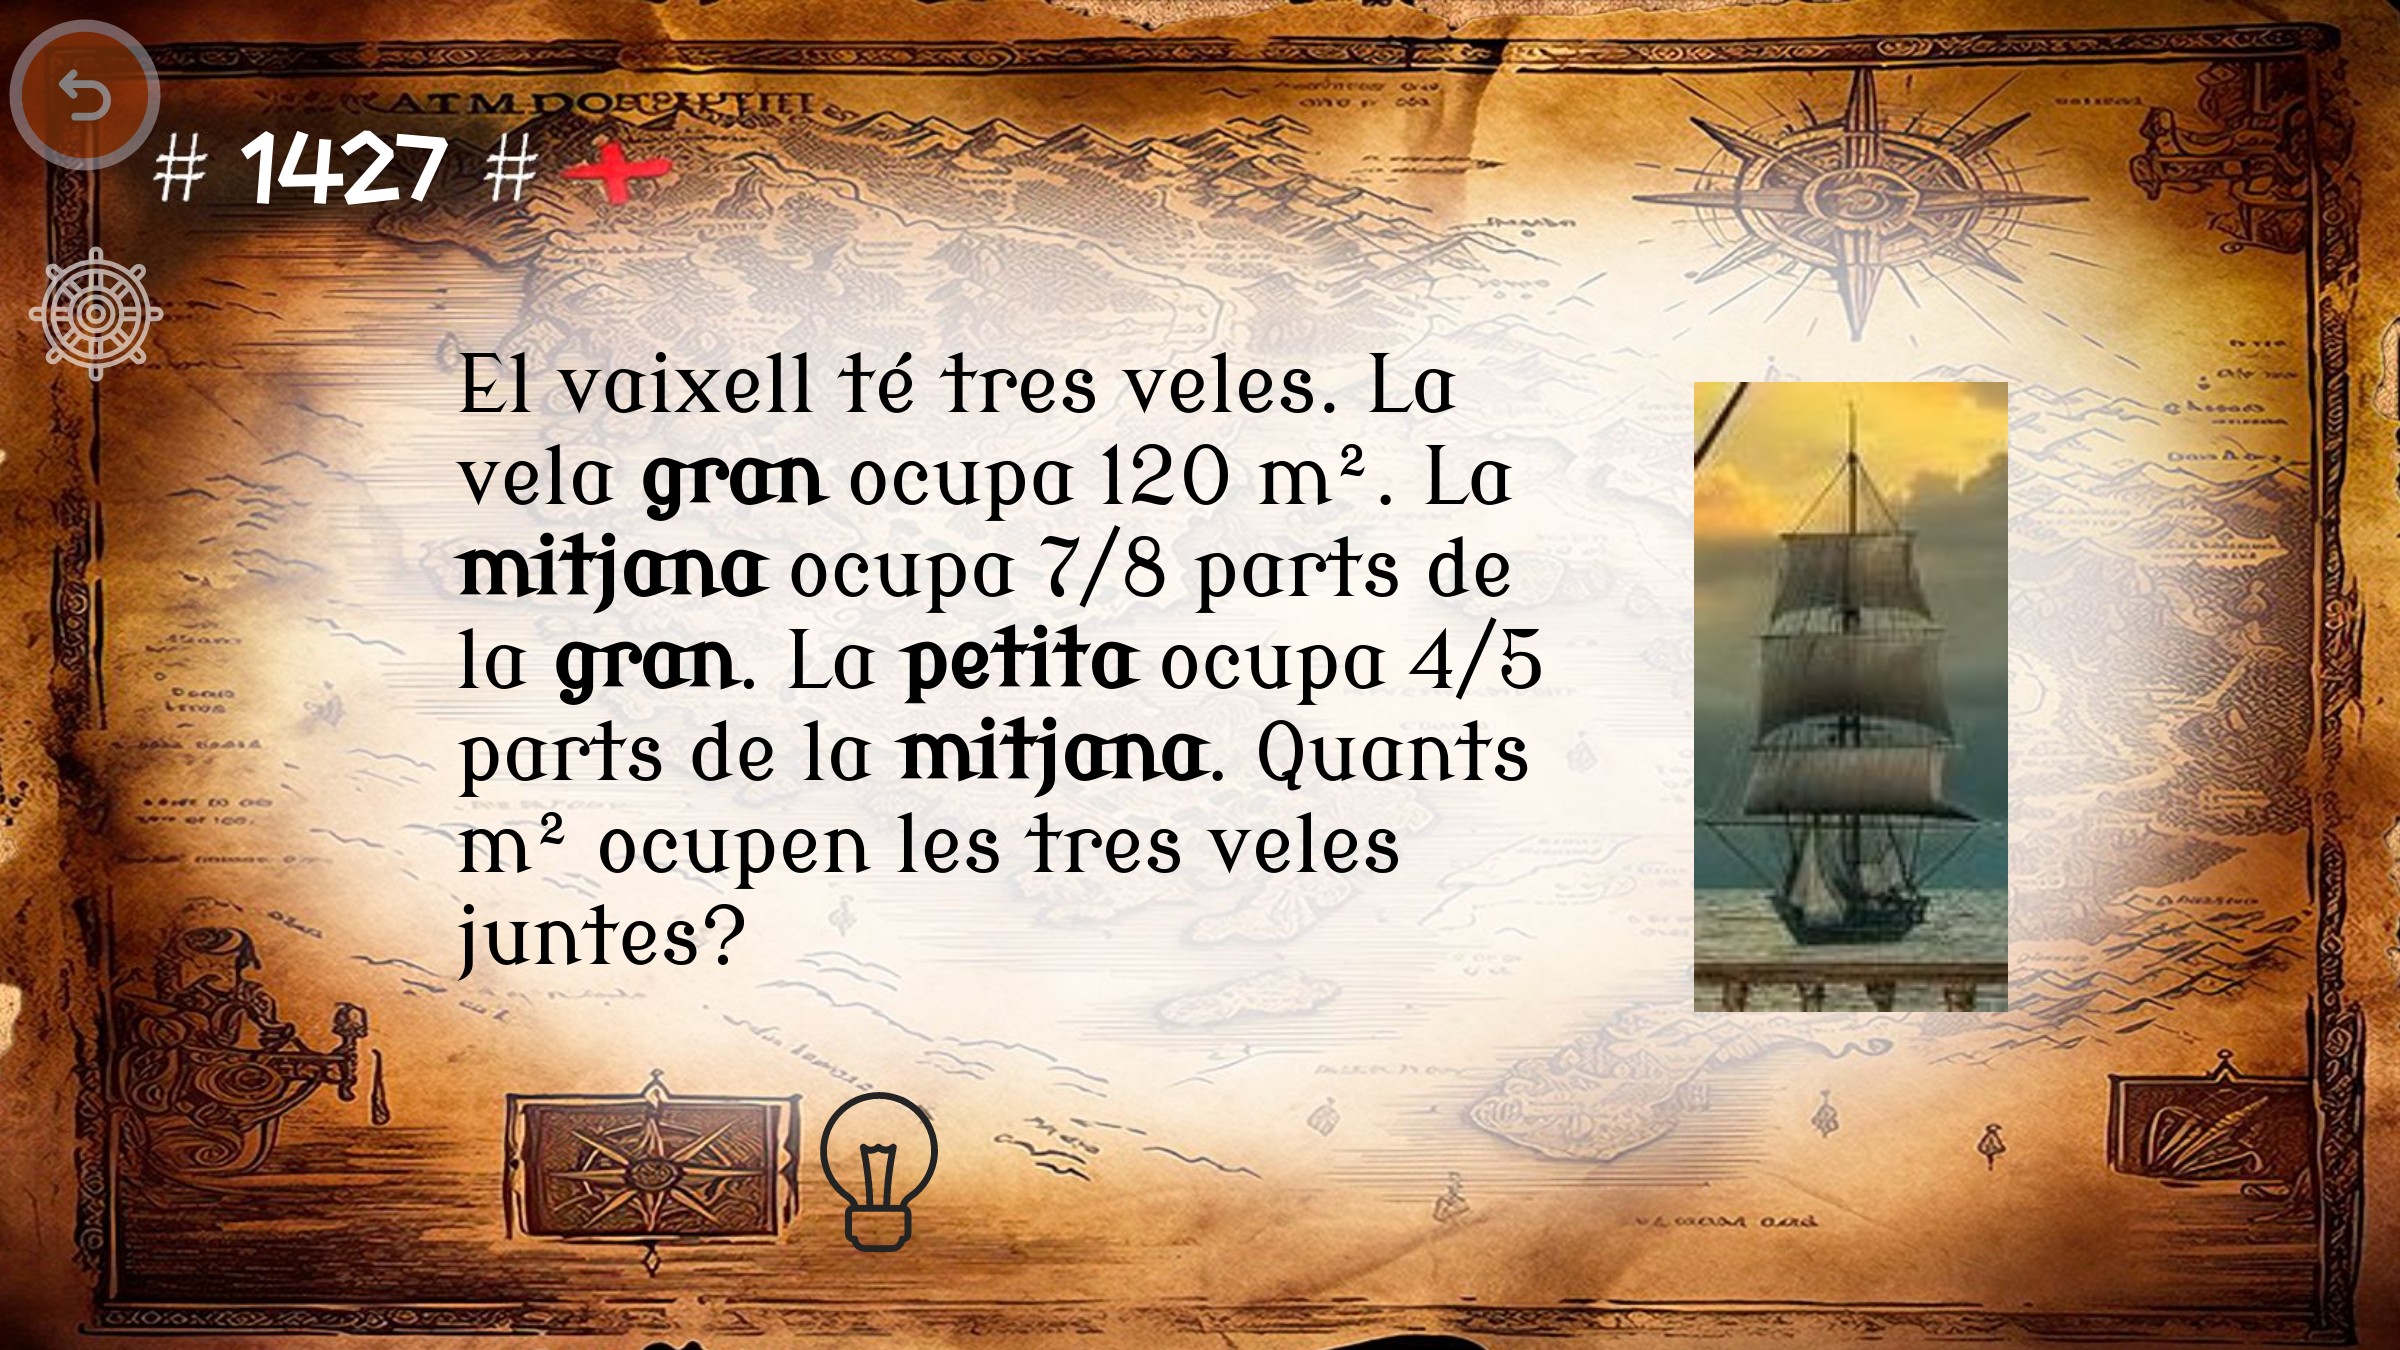 # 1427 #
El vaixell té tres veles. La
vela gran ocupa 120 m². La
mitjana ocupa 7/8 parts de
la gran. La petita ocupa 4/5
parts de la mitjana. Quants
m² ocupen les tres veles
juntes?